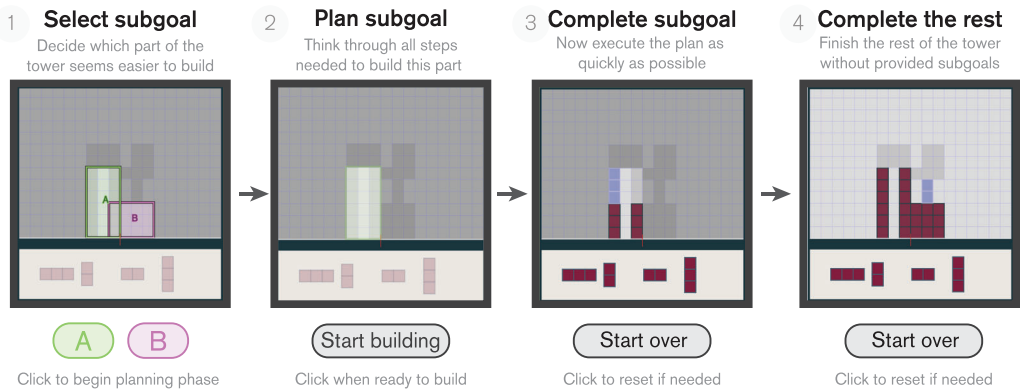 1 Select subgoal
Decide which part of the
tower seems easier to build
A
B
A B
Click to begin planning phase
2 Plan subgoal
Think through all steps
needed to build this part
Start building
Click when ready to build
3 Complete subgoal
Now execute the plan as
quickly as possible
Start over
Click to reset if needed
4 Complete the rest
Finish the rest of the tower
without provided subgoals
Start over
Click to reset if needed